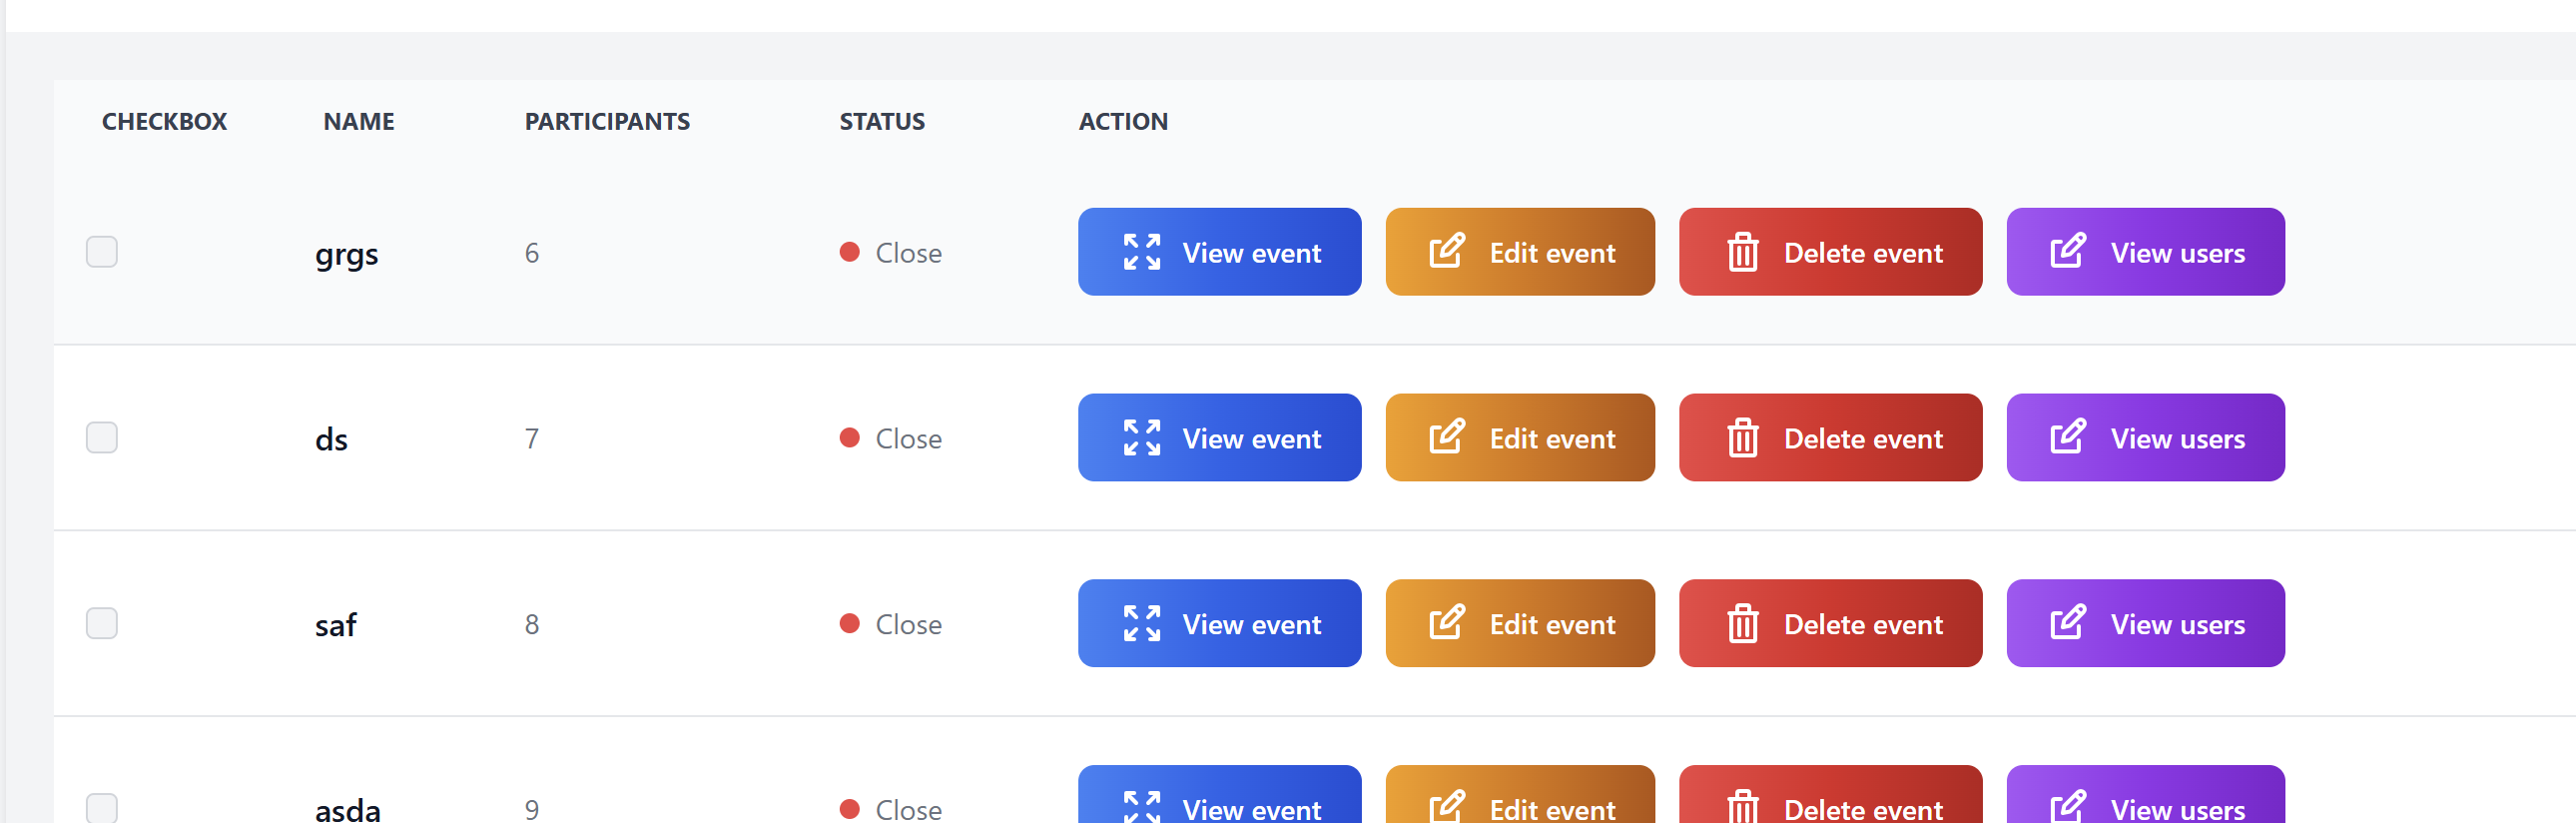 CHECKBOX NAME PARTICIPANTS STATUS ACTION
grgs 6 Close View event Edit event Delete event View users
ds 7 Close View event Edit event Delete event View users
saf 8 Close View event Edit event Delete event View users
asda 9 Close View event Edit event Delete event View users